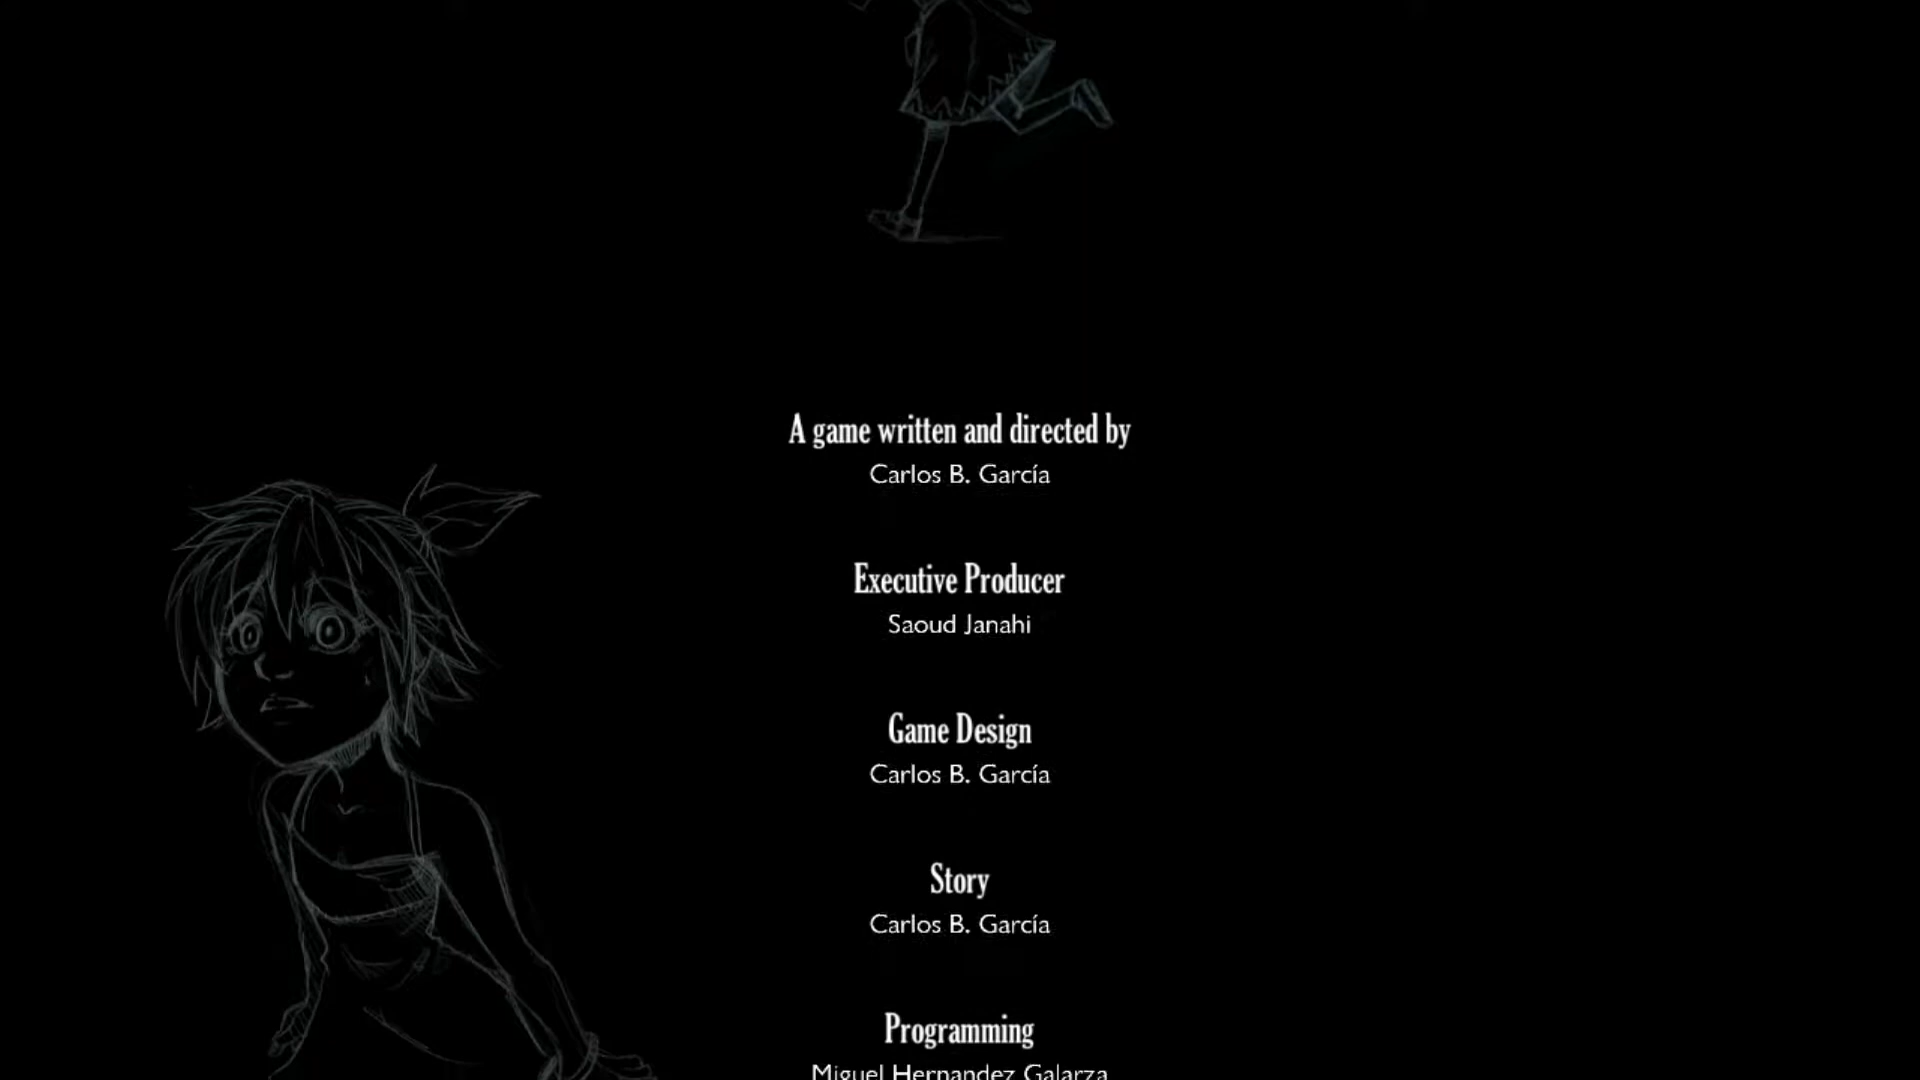 A game written and directed by
Carlos B. García
Executive Producer
Saoud Janahi
Game Design
Carlos B. García
Story
Carlos B. García
Programming
Miguel Hernandez Galarza